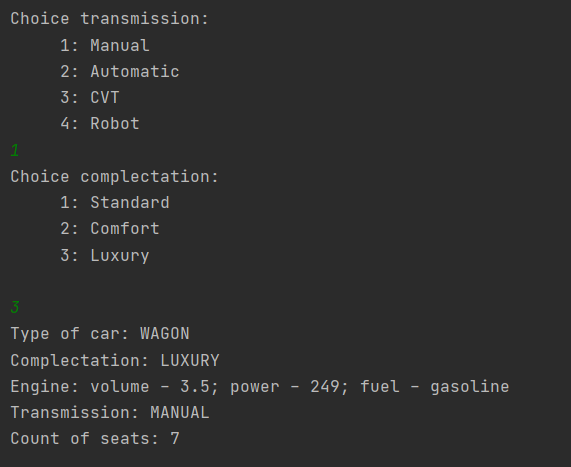 Choice transmission:
1: Manual
2: Automatic
3: CVT
4: Robot
1
Choice complectation:
1: Standard
2: Comfort
3: Luxury
3
Type of car: WAGON
Complectation: LUXURY
Engine: volume - 3.5; power - 249; fuel - gasoline
Transmission: MANUAL
Count of seats: 7